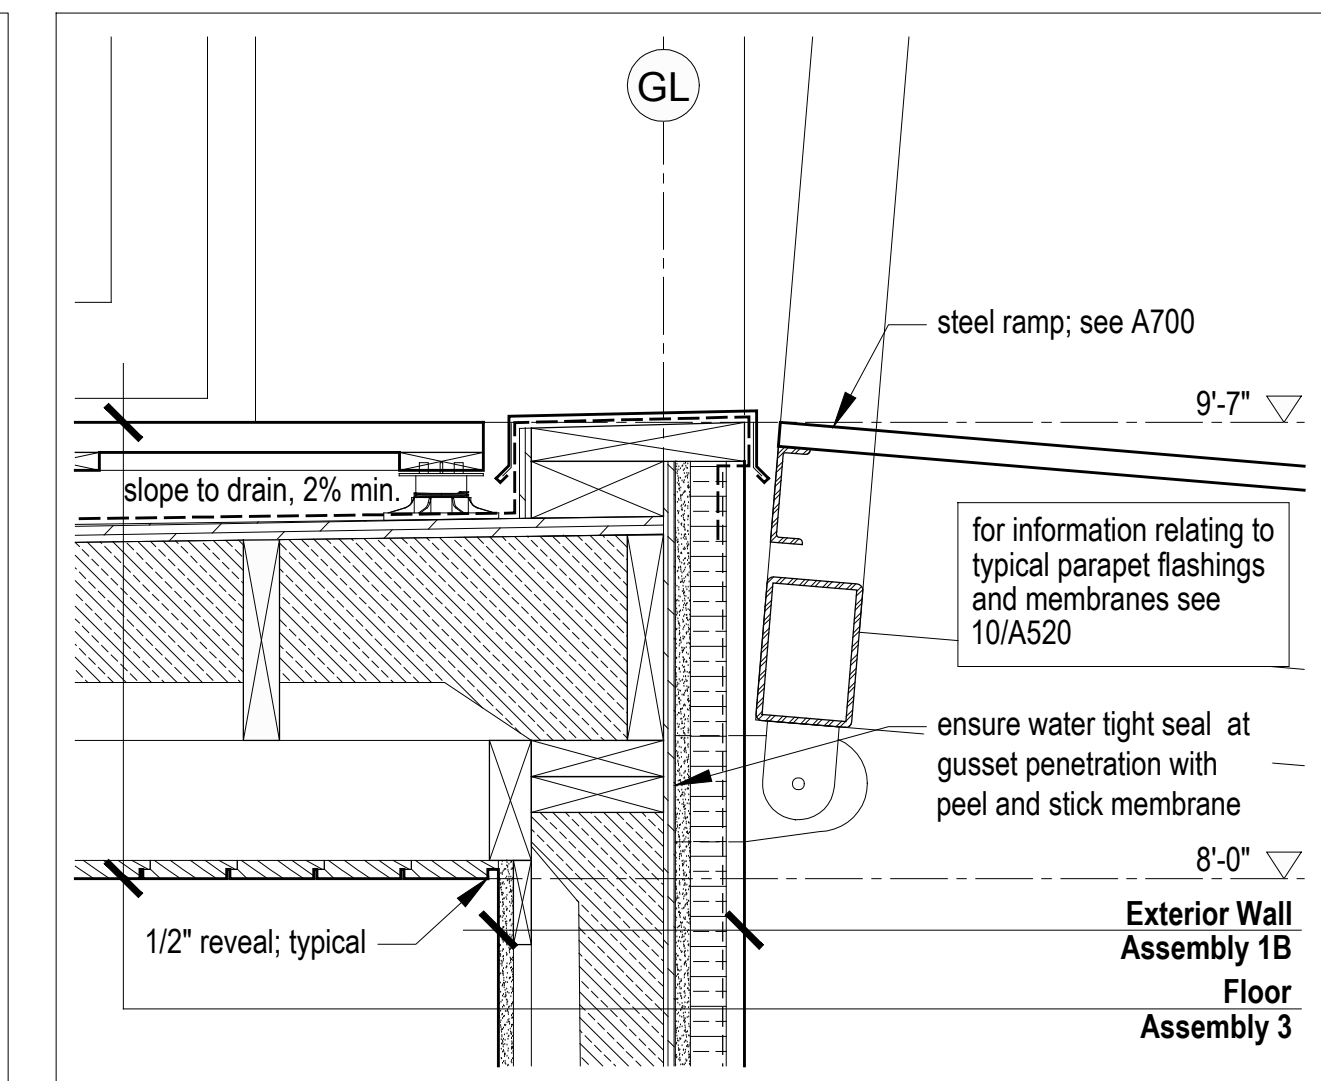 GL
steel ramp; see A700
9'-7"
slope to drain, 2% min.
for information relating to
typical parapet flashings
and membranes see
10/A520
ensure water tight seal at
gusset penetration with
peel and stick membrane
8'-0"
1/2" reveal; typical
Exterior Wall
Assembly 1B
Floor
Assembly 3